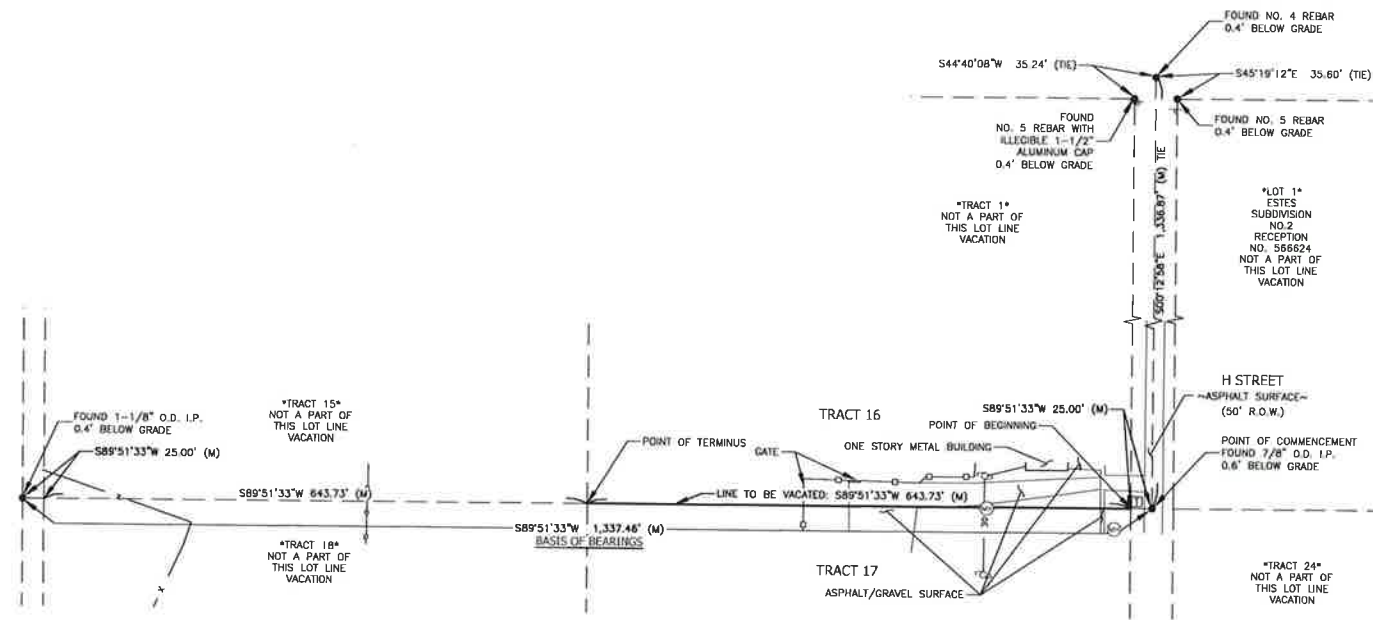 FOUND NO. 4 REBAR
0.4' BELOW GRADE
S44°40'08"W 35.24' (TIE)
S45°19'12"E 35.60' (TIE)
FOUND
NO. 5 REBAR WITH
ILLEGIBLE 1-1/2"
ALUMINUM CAP
0.4' BELOW GRADE
FOUND NO. 5 REBAR
0.4' BELOW GRADE
S00°12'58"E 1,336.87' (M) TIE
*TRACT 1*
NOT A PART OF
THIS LOT LINE
VACATION
*LOT 1*
ESTES
SUBDIVISION
NO.2
RECEPTION
NO. 566624
NOT A PART OF
THIS LOT LINE
VACATION
H STREET
~ASPHALT SURFACE~
(50' R.O.W.)
FOUND 1-1/8" O.D. I.P.
0.4' BELOW GRADE
S89°51'33"W 25.00' (M)
*TRACT 15*
NOT A PART OF
THIS LOT LINE
VACATION
TRACT 16
S89°51'33"W 25.00' (M)
POINT OF BEGINNING
POINT OF TERMINUS
ONE STORY METAL BUILDING
GATE
POINT OF COMMENCEMENT
FOUND 7/8" O.D. I.P.
0.6' BELOW GRADE
S89°51'33"W 643.73' (M)
LINE TO BE VACATED: S89°51'33"W 643.73' (M)
S89°51'33"W 1,337.46' (M)
BASIS OF BEARINGS
*TRACT 18*
NOT A PART OF
THIS LOT LINE
VACATION
TRACT 17
ASPHALT/GRAVEL SURFACE
*TRACT 24*
NOT A PART OF
THIS LOT LINE
VACATION